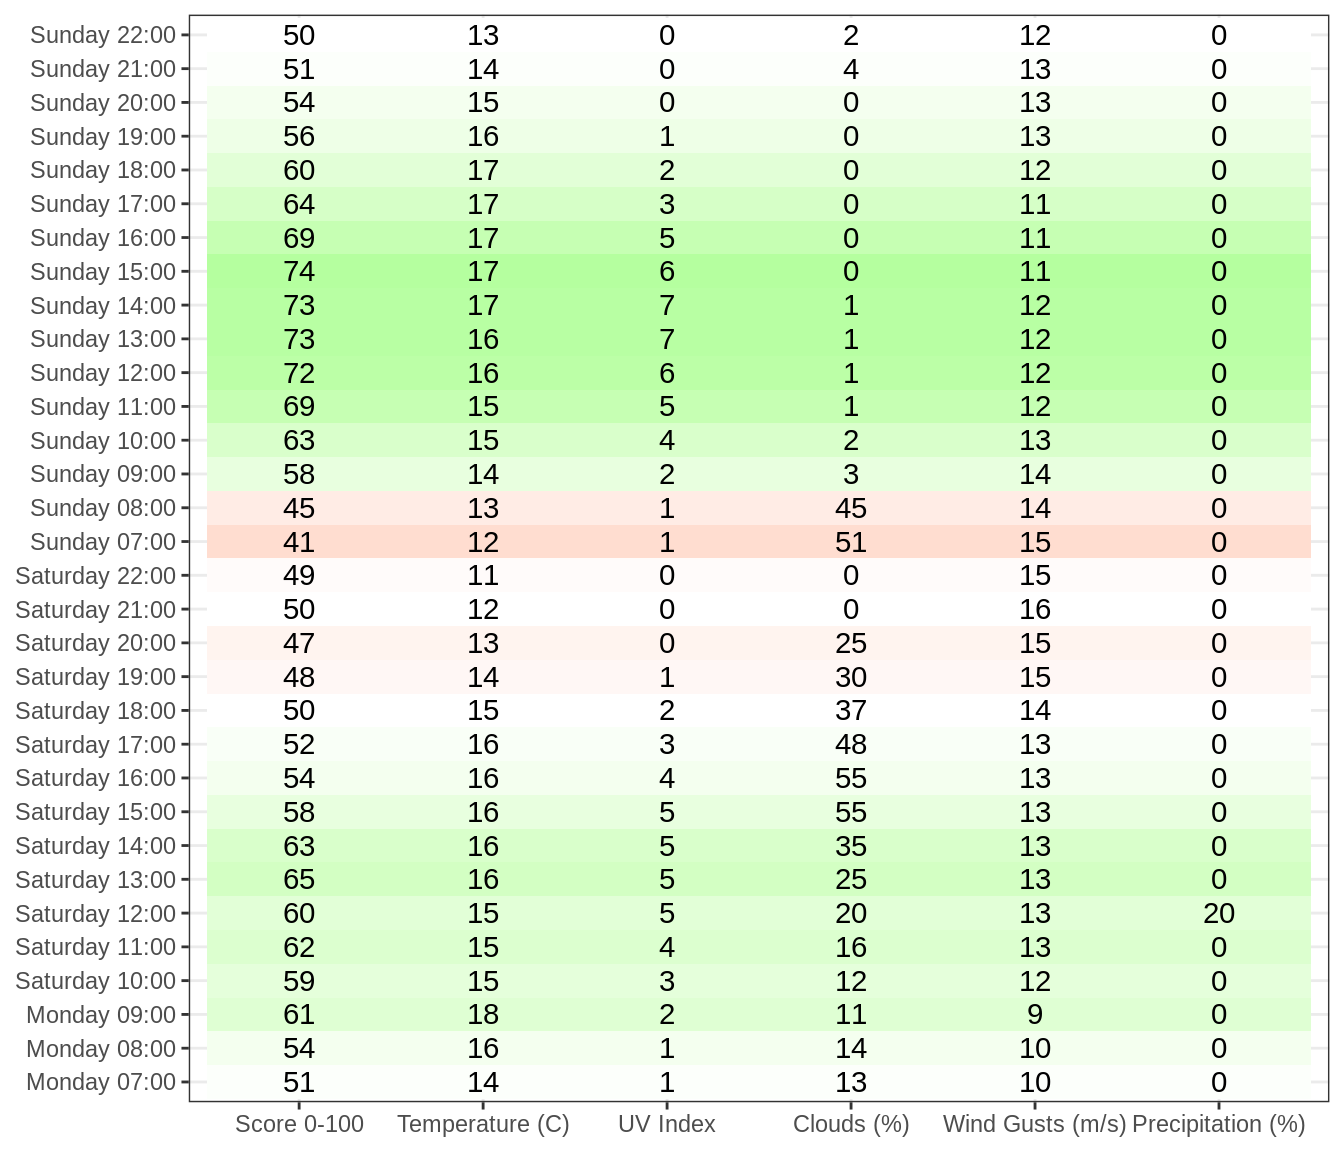 Sunday 22:00 50 13 0 2 12 0
Sunday 21:00 51 14 0 4 13 0
Sunday 20:00 54 15 0 0 13 0
Sunday 19:00 56 16 1 0 13 0
Sunday 18:00 60 17 2 0 12 0
Sunday 17:00 64 17 3 0 11 0
Sunday 16:00 69 17 5 0 11 0
Sunday 15:00 74 17 6 0 11 0
Sunday 14:00 73 17 7 1 12 0
Sunday 13:00 73 16 7 1 12 0
Sunday 12:00 72 16 6 1 12 0
Sunday 11:00 69 15 5 1 12 0
Sunday 10:00 63 15 4 2 13 0
Sunday 09:00 58 14 2 3 14 0
Sunday 08:00 45 13 1 45 14 0
Sunday 07:00 41 12 1 51 15 0
Saturday 22:00 49 11 0 0 15 0
Saturday 21:00 50 12 0 0 16 0
Saturday 20:00 47 13 0 25 15 0
Saturday 19:00 48 14 1 30 15 0
Saturday 18:00 50 15 2 37 14 0
Saturday 17:00 52 16 3 48 13 0
Saturday 16:00 54 16 4 55 13 0
Saturday 15:00 58 16 5 55 13 0
Saturday 14:00 63 16 5 35 13 0
Saturday 13:00 65 16 5 25 13 0
Saturday 12:00 60 15 5 20 13 20
Saturday 11:00 62 15 4 16 13 0
Saturday 10:00 59 15 3 12 12 0
Monday 09:00 61 18 2 11 9 0
Monday 08:00 54 16 1 14 10 0
Monday 07:00 51 14 1 13 10 0
Score 0-100 Temperature (C) UV Index Clouds (%) Wind Gusts (m/s) Precipitation (%)